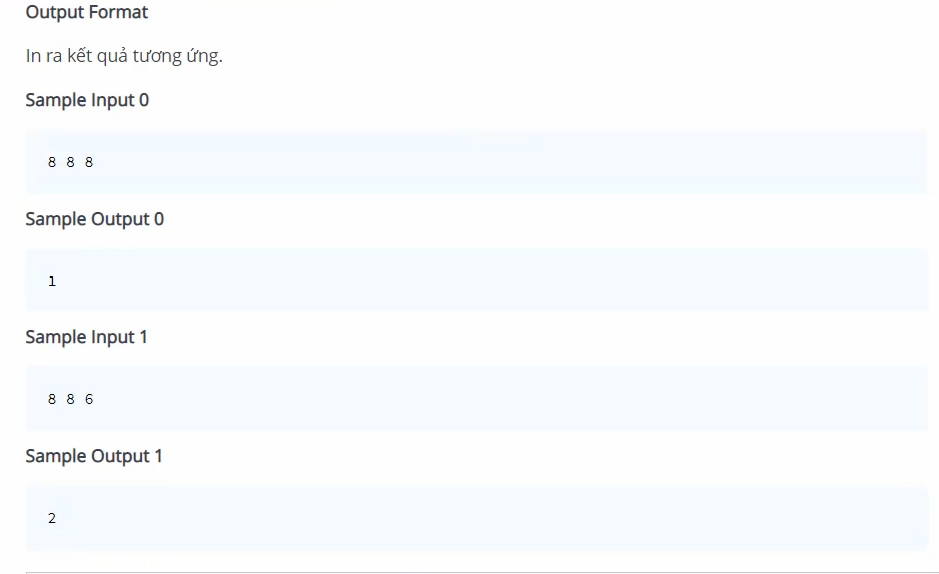 Output Format
In ra kết quả tương ứng.
Sample Input 0
8 8 8
Sample Output 0
1
Sample Input 1
8 8 6
Sample Output 1
2